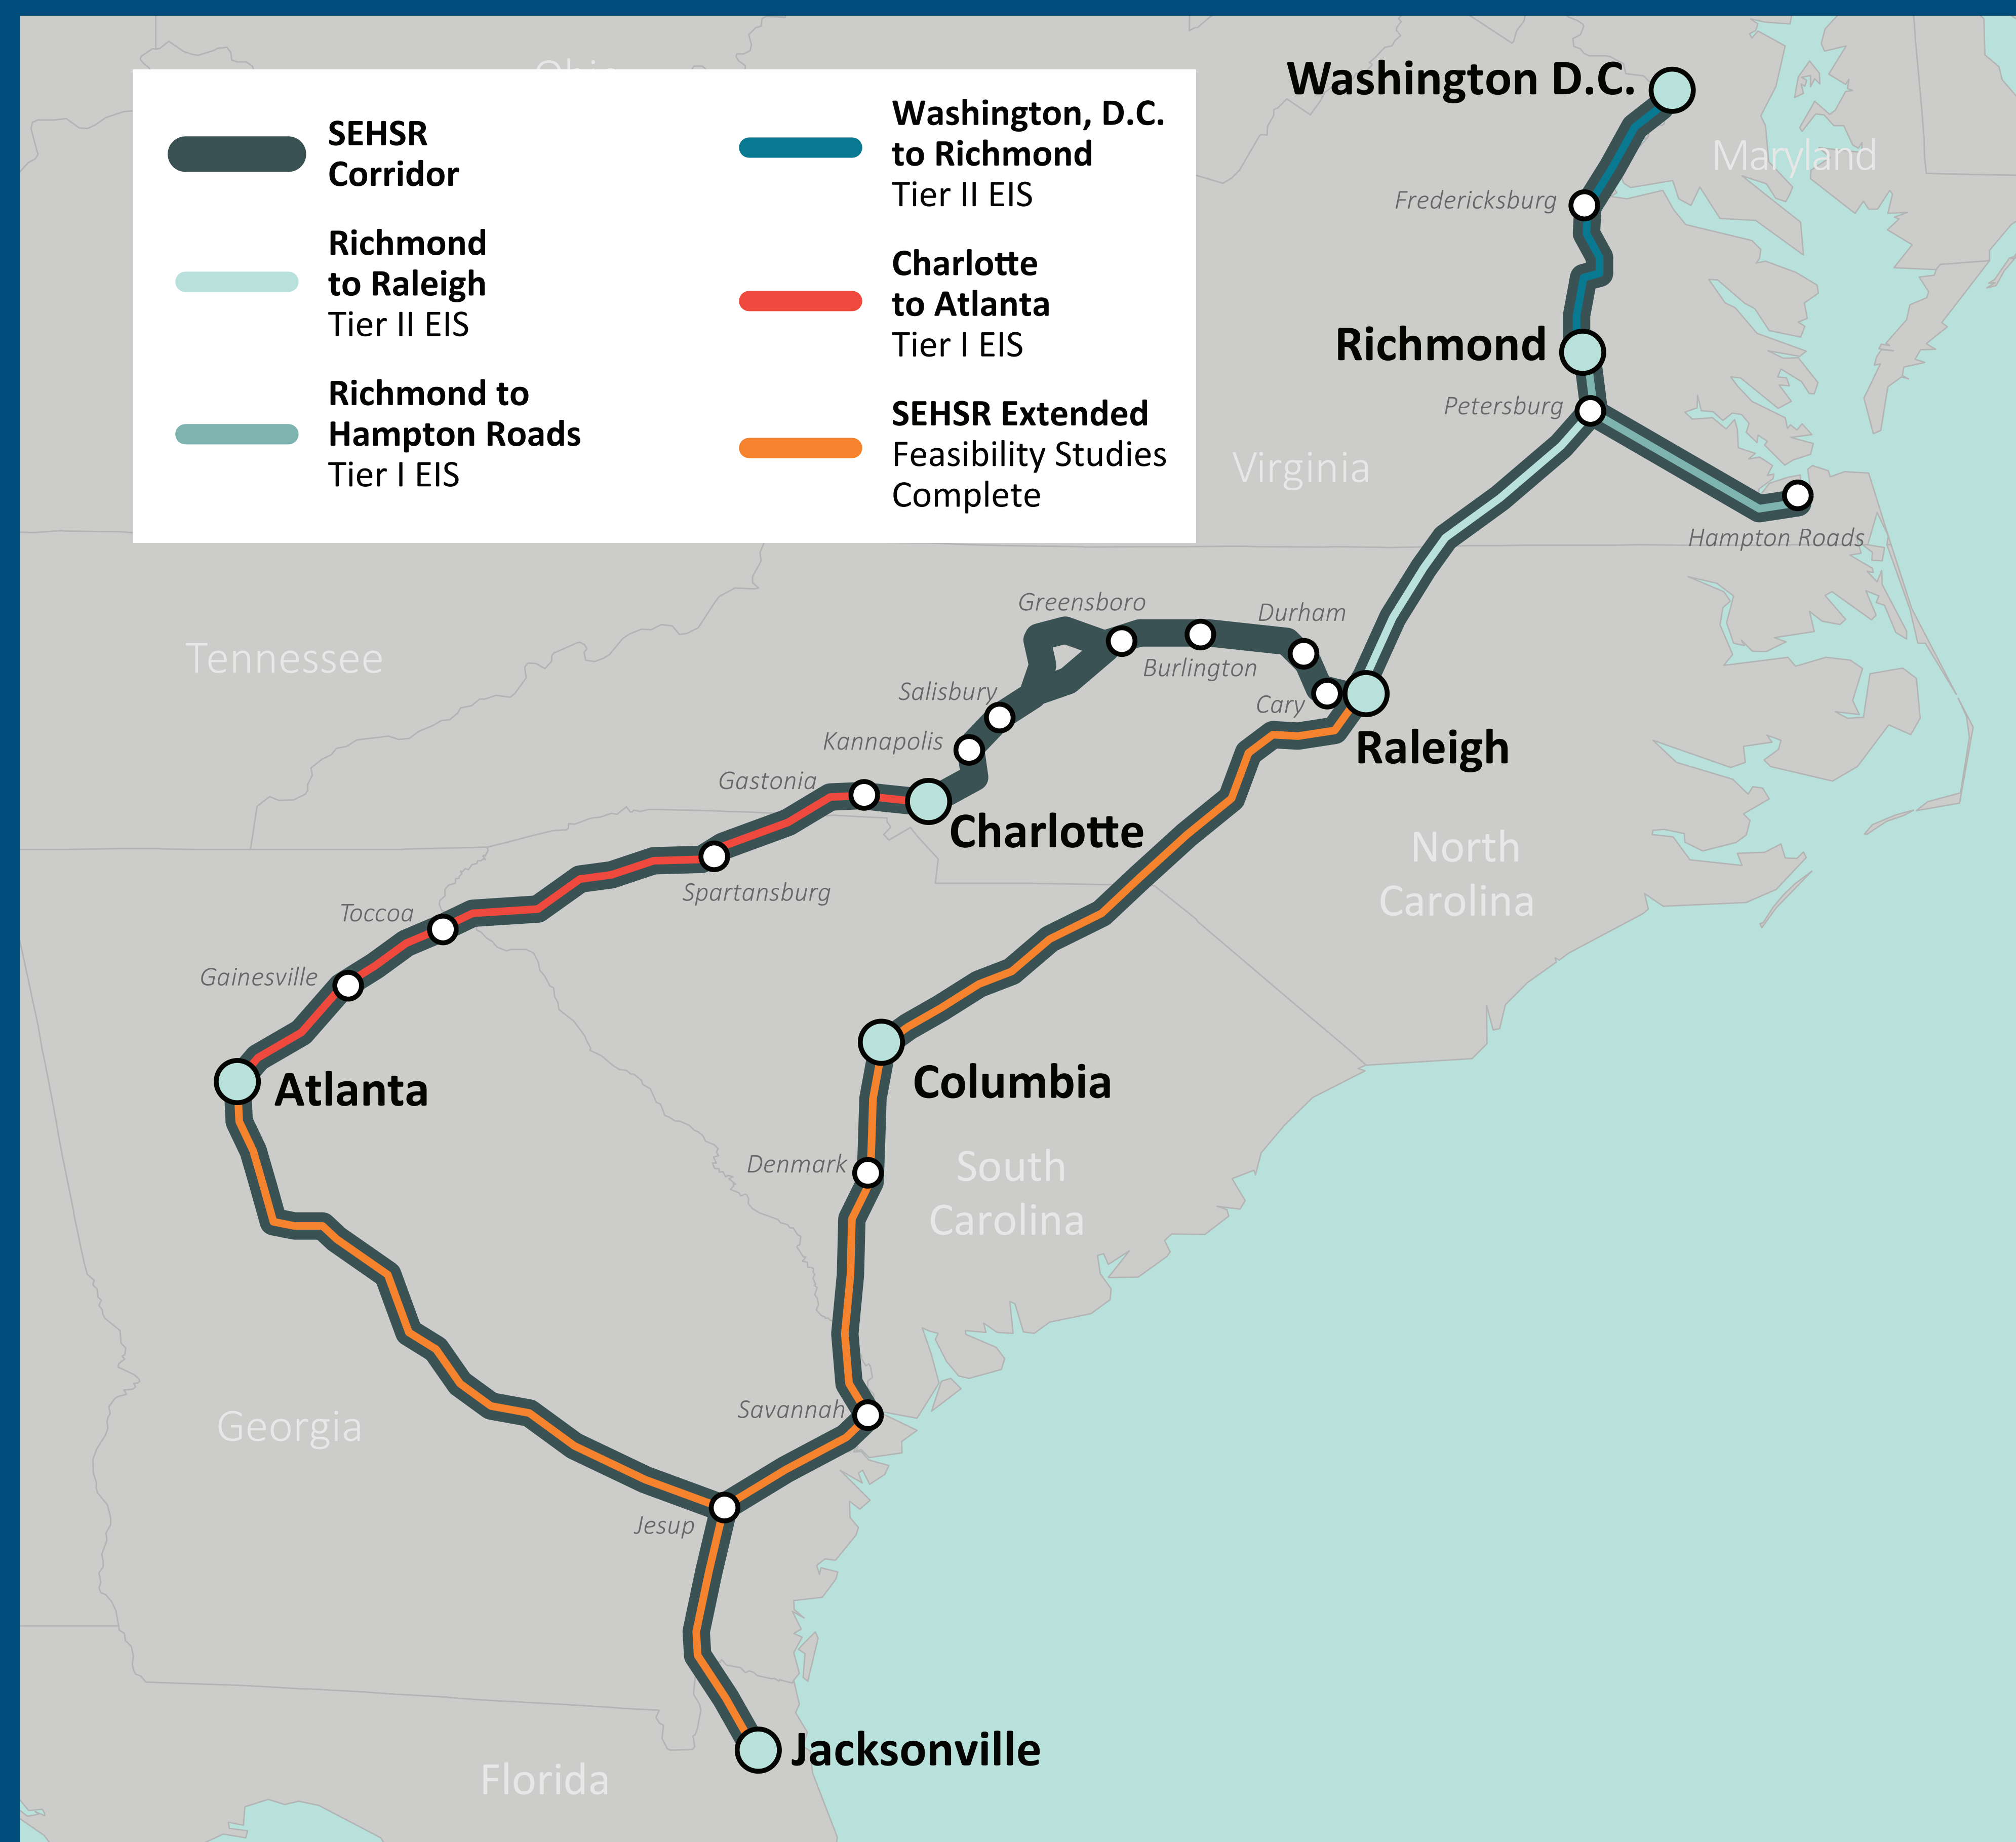 Ohio
SEHSR
Corridor
Richmond
to Raleigh
Tier II EIS
Richmond to
Hampton Roads
Tier I EIS
Washington, D.C.
to Richmond
Tier II EIS
Charlotte
to Atlanta
Tier I EIS
SEHSR Extended
Feasibility Studies
Complete
Washington D.C.
Maryland
Fredericksburg
Richmond
Petersburg
Virginia
Hampton Roads
Greensboro
Durham
Tennessee
Burlington
Salisbury
Cary
Kannapolis
Raleigh
Gastonia
Charlotte
North
Carolina
Spartansburg
Toccoa
Gainesville
Atlanta
Columbia
Denmark
South
Carolina
Savannah
Georgia
Jesup
Jacksonville
Florida